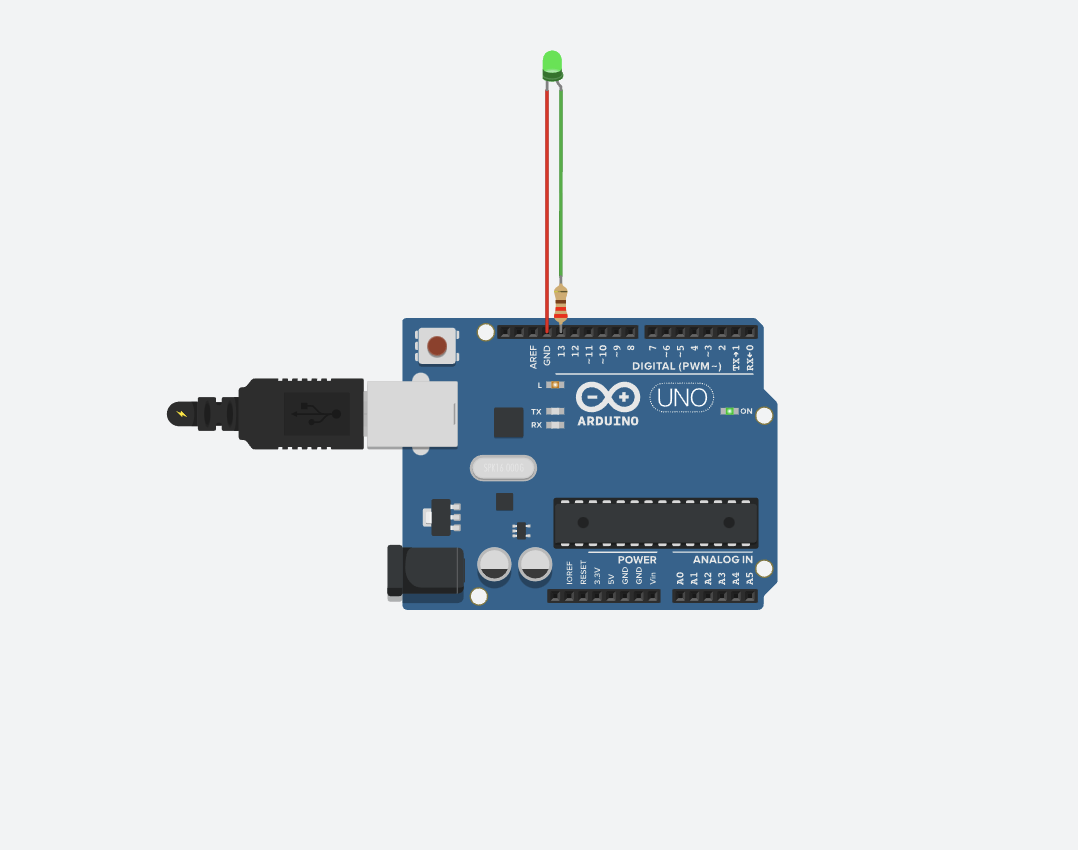 AREF
GND
13
12
~11
~10
~9
8
7
~6
~5
4
~3
2
TX→1
RX←0
DIGITAL (PWM~)
L
TX
RX
UNO
ON
ARDUINO
POWER
ANALOG IN
IOREF
RESET
3.3V
5V
GND
GND
Vin
A0
A1
A2
A3
A4
A5